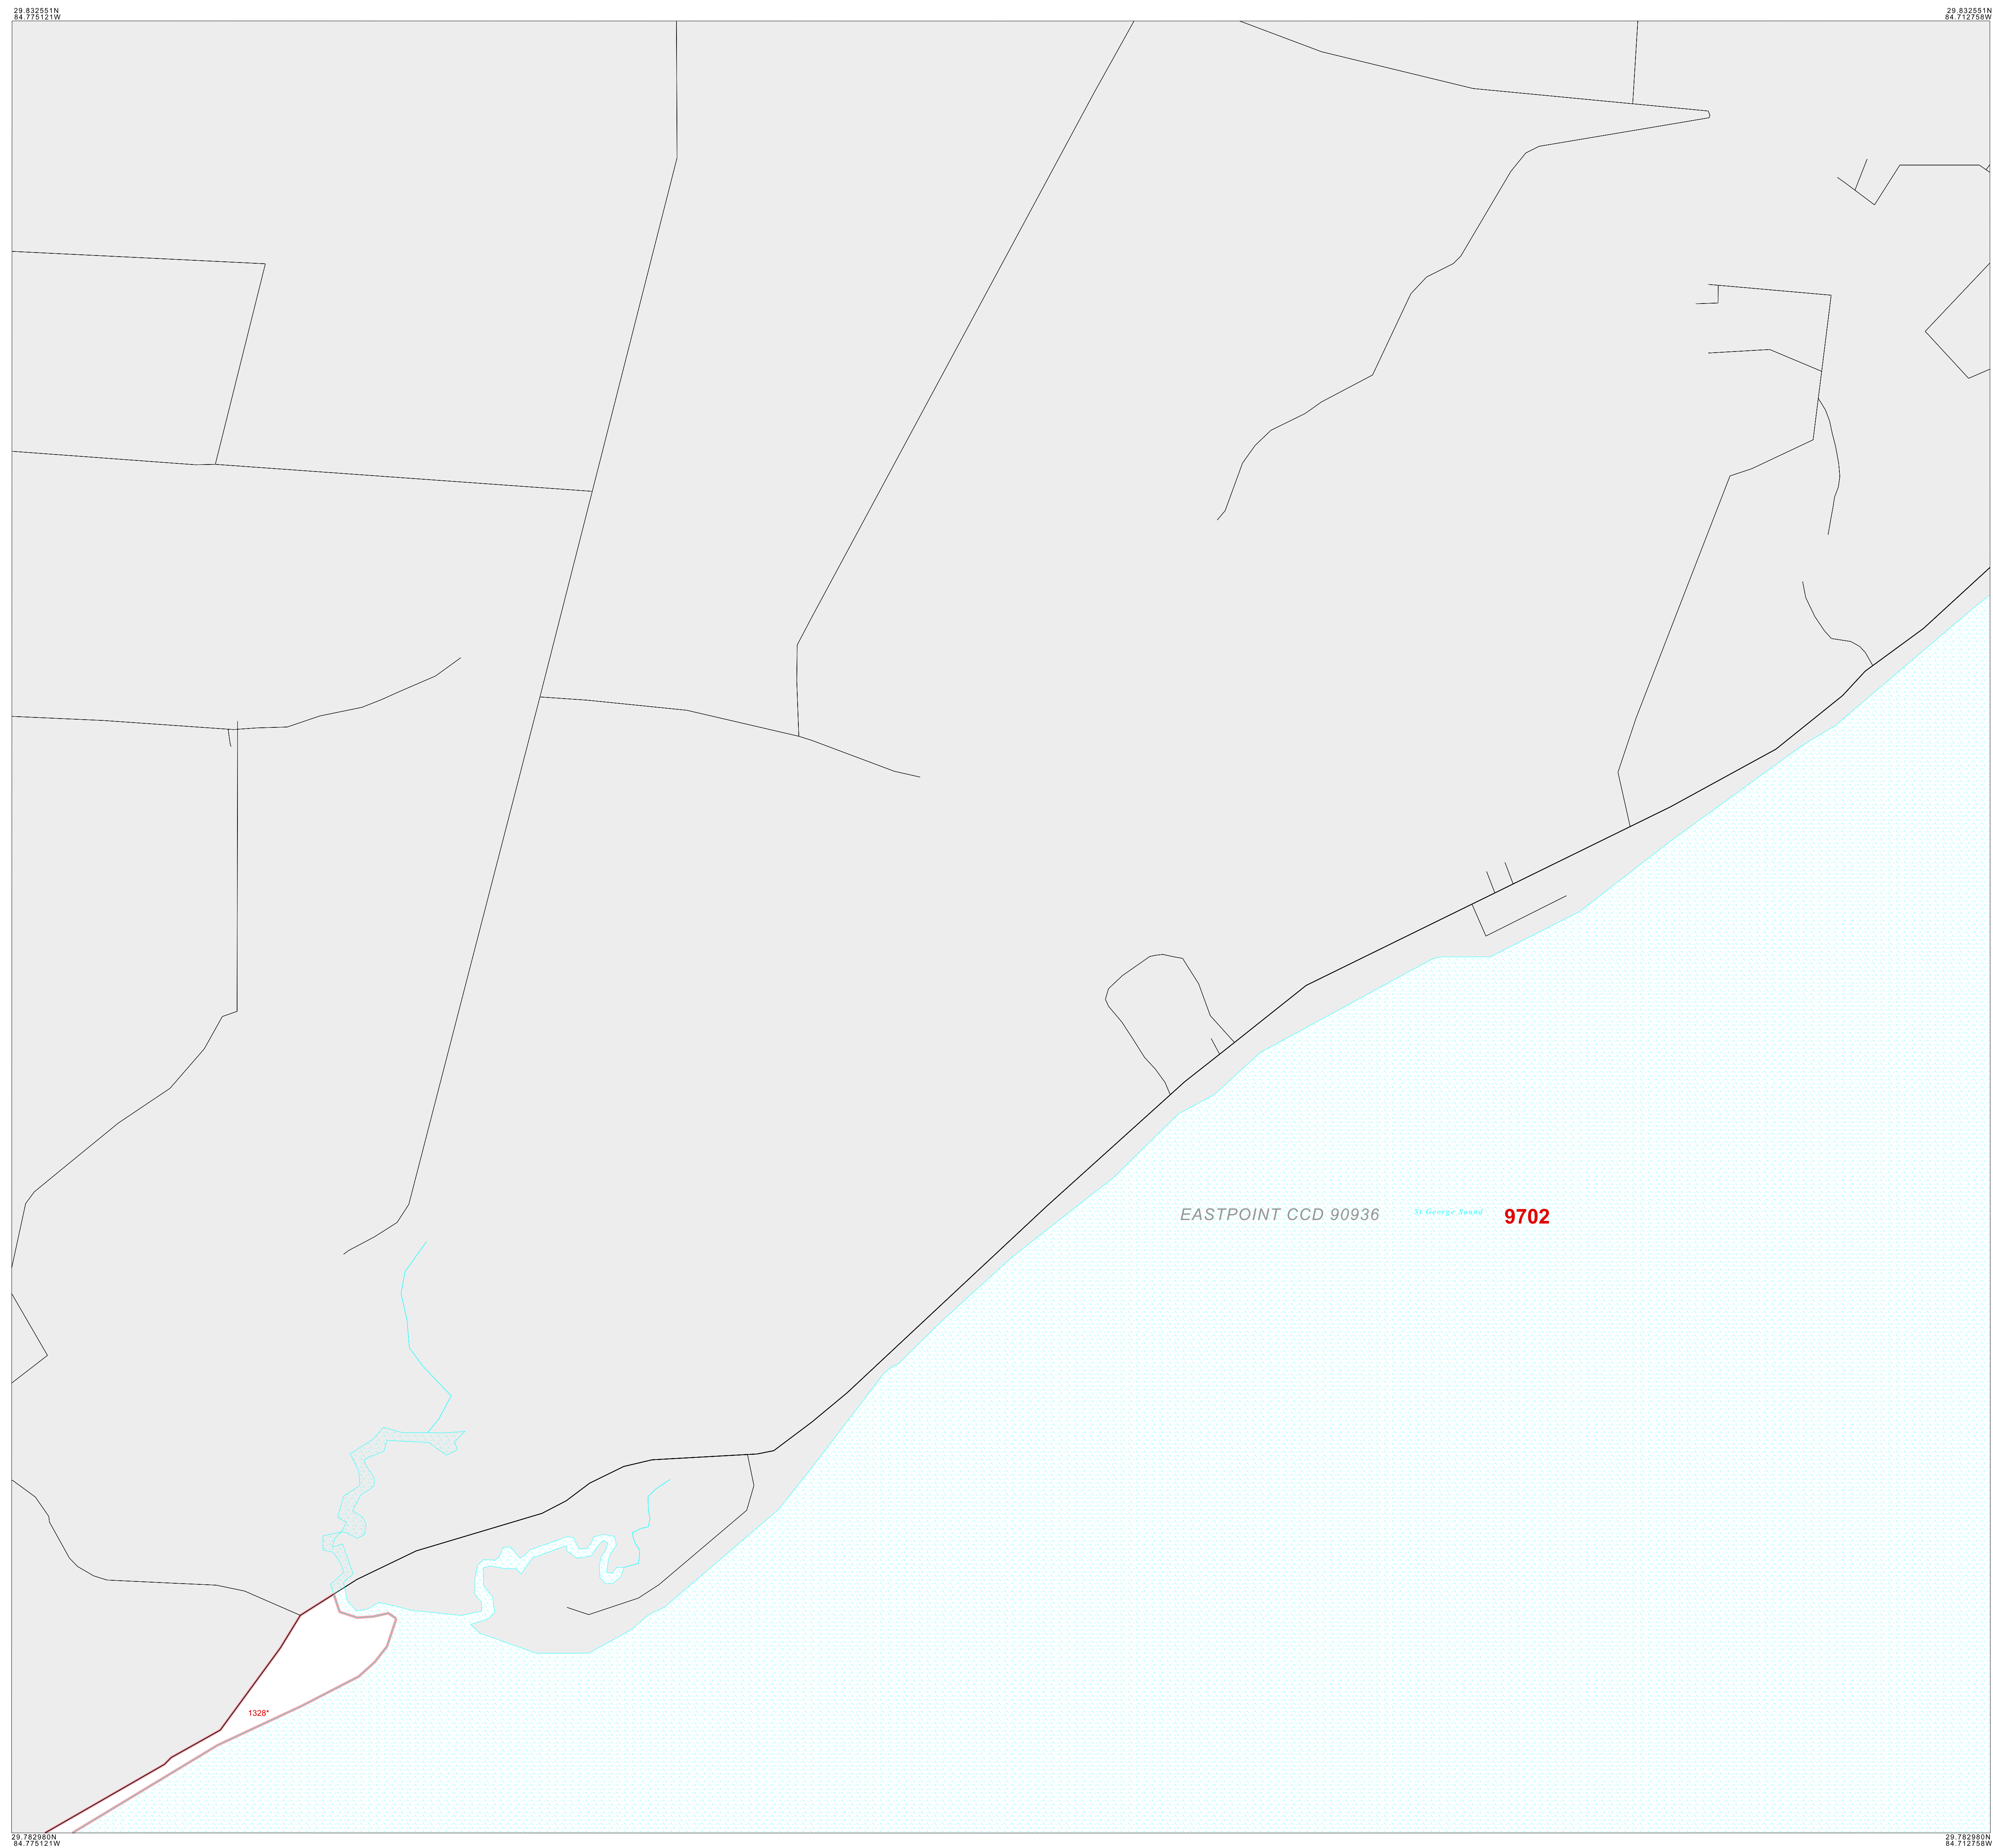 29.832551N
84.775121W
29.832551N
84.712758W
EASTPOINT CCD 90936
St George Sound
9702
1328*
29.782980N
84.775121W
29.782980N
84.712758W